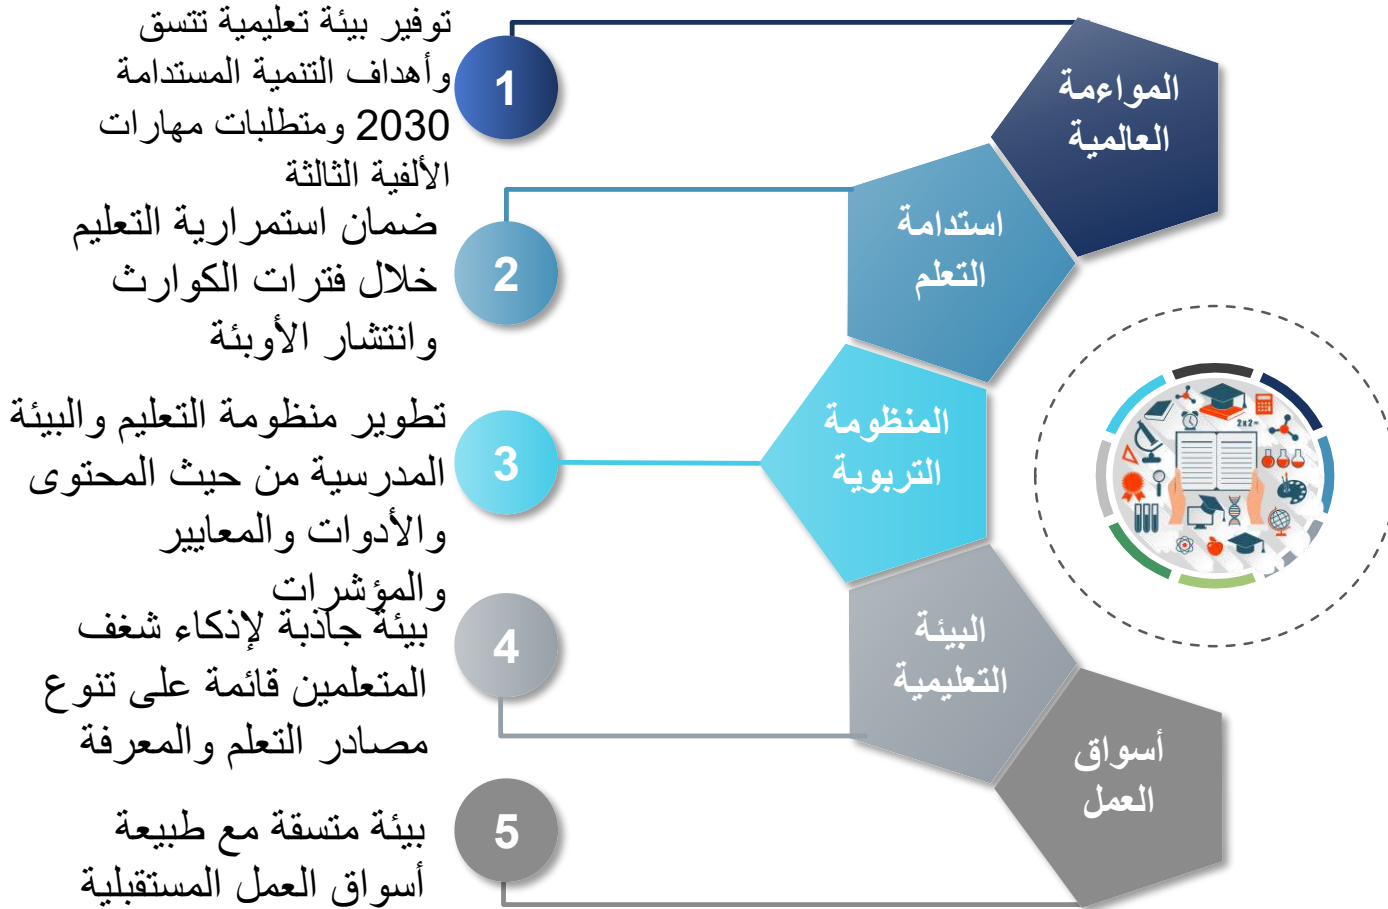 المواءمة
العالمية
1
توفير بيئة تعليمية تتسق
وأهداف التنمية المستدامة
2030 ومتطلبات مهارات
الألفية الثالثة
استدامة
التعلم
2
ضمان استمرارية التعليم
خلال فترات الكوارث
وانتشار الأوبئة
المنظومة
التربوية
3
تطوير منظومة التعليم والبيئة
المدرسية من حيث المحتوى
والأدوات والمعايير
والمؤشرات
البيئة
التعليمية
4
بيئة جاذبة لإذكاء شغف
المتعلمين قائمة على تنوع
مصادر التعلم والمعرفة
أسواق
العمل
5
بيئة متسقة مع طبيعة
أسواق العمل المستقبلية
2x2=